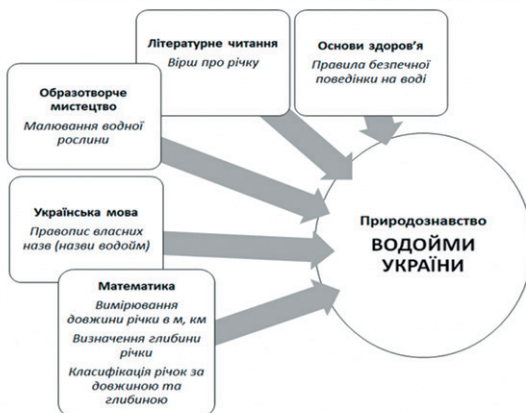 Літературне читання
Вірш про річку
Основи здоров'я
Правила безпечної
поведінки на воді
Образотворче
мистецтво
Малювання водної
рослини
Українська мова
Правопис власних
назв (назви водойм)
Математика
Вимірювання
довжини річки в м, км
Визначення глибини
річки
Класифікація річок за
довжиною та
глибиною
Природознавство
ВОДОЙМИ
УКРАЇНИ